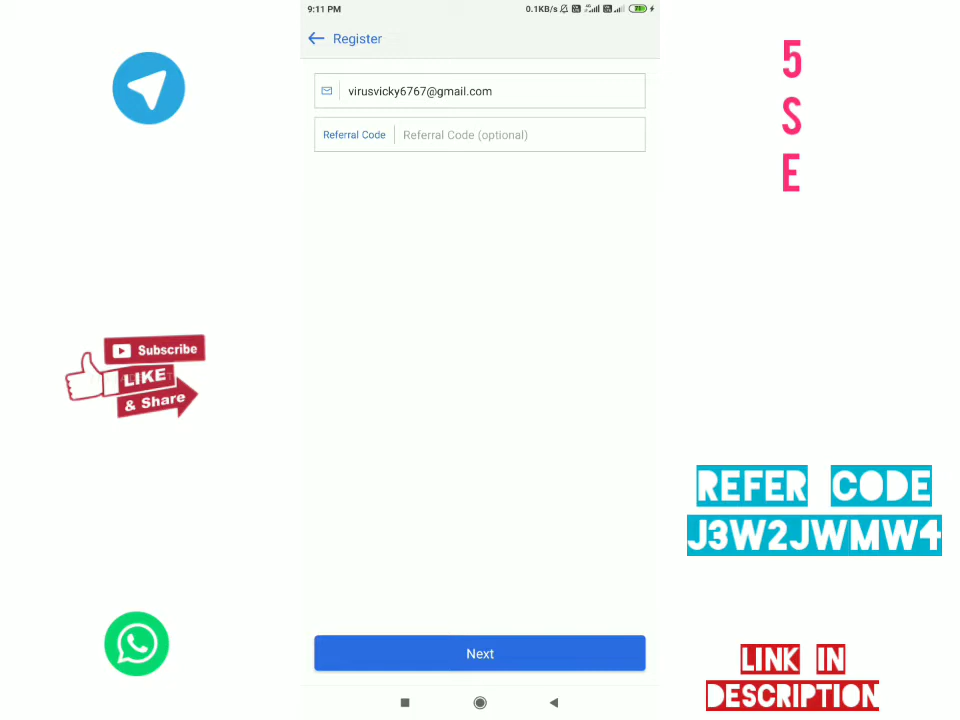 9:11 PM
0.1KB/s
Register
virusvicky6767@gmail.com
Referral Code
Referral Code (optional)
Next
5
S
E
Subscribe
LIKE
& Share
REFER CODE
J3W2JWMW4
LINK IN
DESCRIPTION